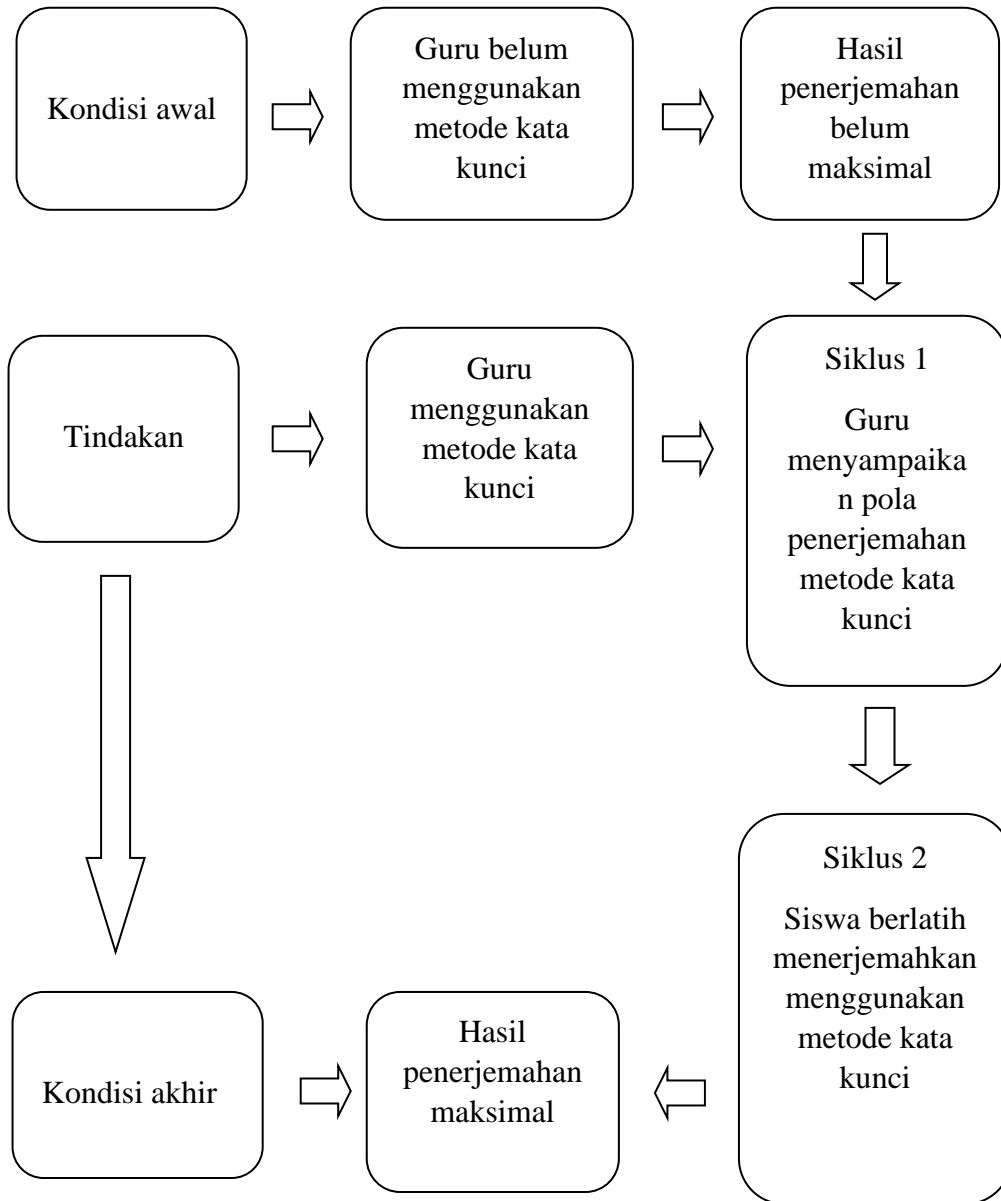 Kondisi awal
Guru belum
menggunakan
metode kata
kunci
Hasil
penerjemahan
belum
maksimal
Tindakan
Guru
menggunakan
metode kata
kunci
Siklus 1
Guru
menyampaika
n pola
penerjemahan
metode kata
kunci
Siklus 2
Siswa berlatih
menerjemahkan
menggunakan
metode kata
kunci
Kondisi akhir
Hasil
penerjemahan
maksimal